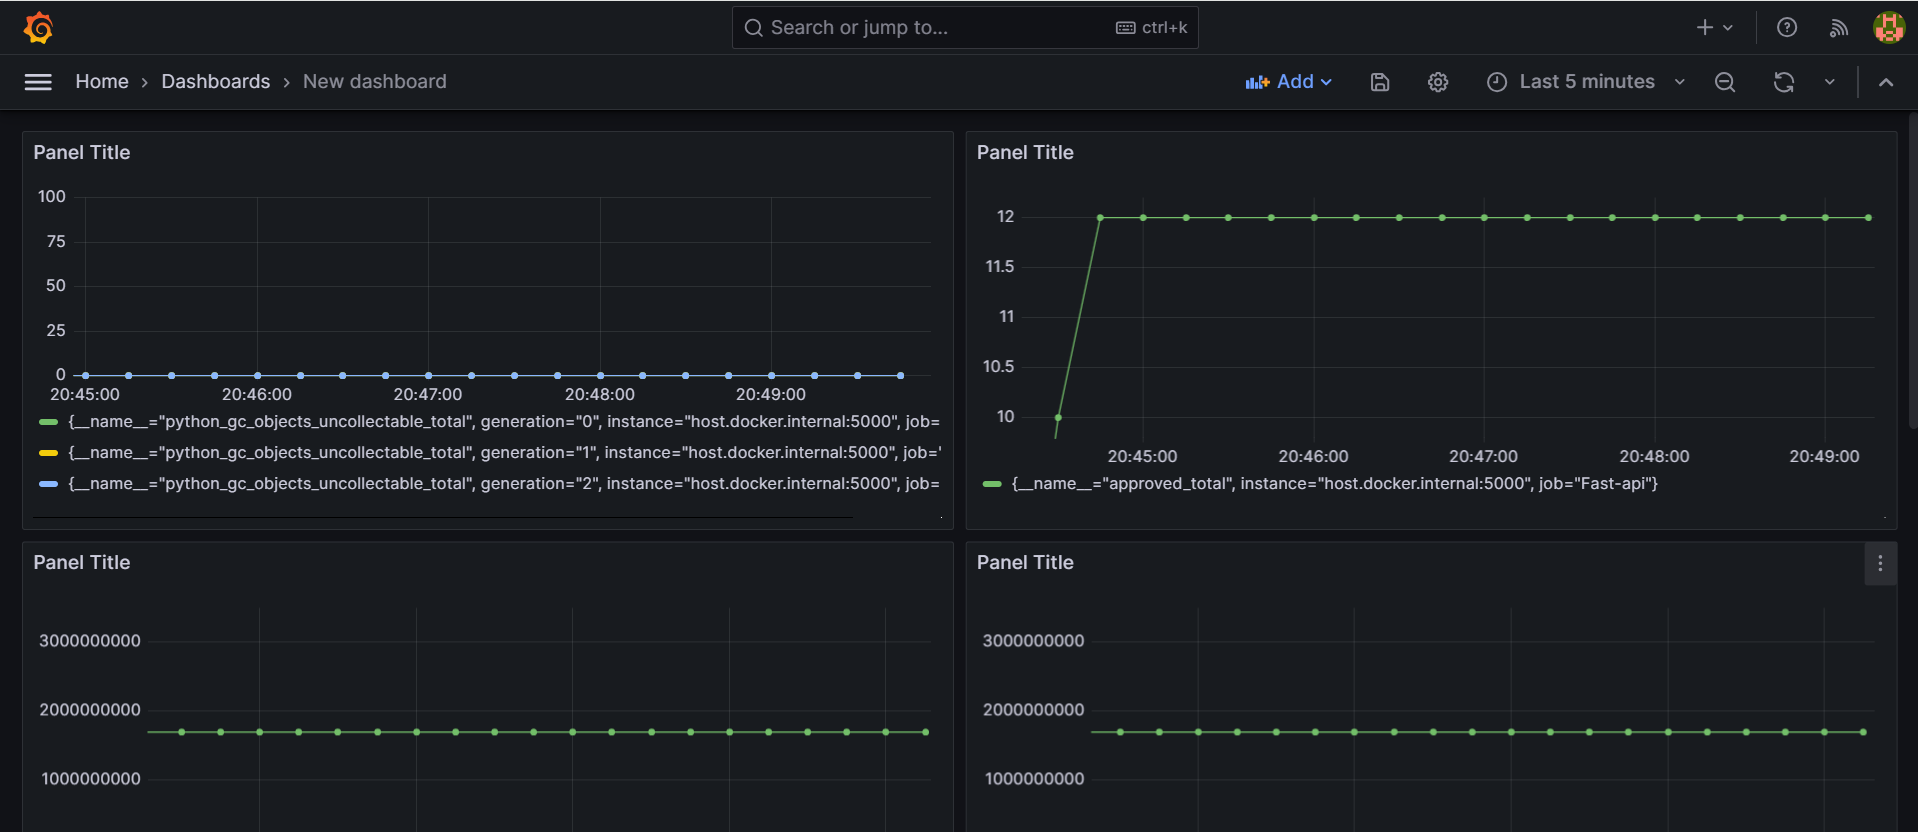 Search or jump to...
ctrl+k
Home › Dashboards › New dashboard
Add
Last 5 minutes
Panel Title
100
75
50
25
0
20:45:00 20:46:00 20:47:00 20:48:00 20:49:00
{__name__="python_gc_objects_uncollectable_total", generation="0", instance="host.docker.internal:5000", job=
{__name__="python_gc_objects_uncollectable_total", generation="1", instance="host.docker.internal:5000", job='
{__name__="python_gc_objects_uncollectable_total", generation="2", instance="host.docker.internal:5000", job=
Panel Title
12
11.5
11
10.5
10
20:45:00 20:46:00 20:47:00 20:48:00 20:49:00
{__name__="approved_total", instance="host.docker.internal:5000", job="Fast-api"}
Panel Title
3000000000
2000000000
1000000000
Panel Title
3000000000
2000000000
1000000000